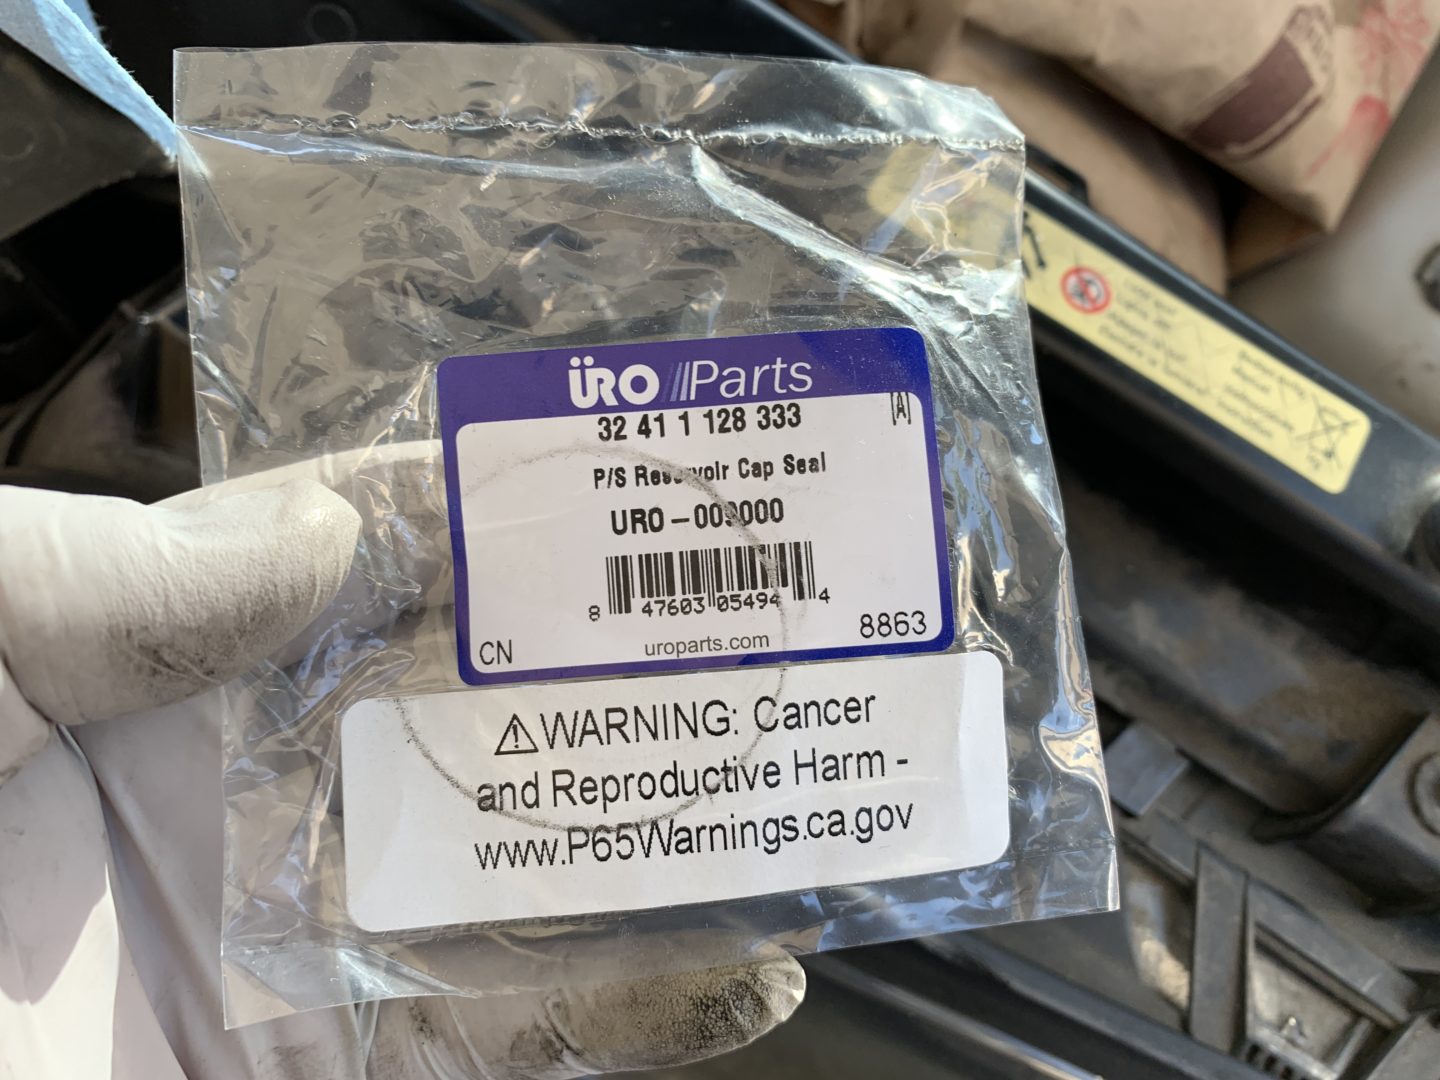 ÜRO Parts
32 41 1 128 333
[A]
P/S Reservoir Cap Seal
URO-009000
8 47603 05494 4
CN
uroparts.com
8863
⚠WARNING: Cancer
and Reproductive Harm -
www.P65Warnings.ca.gov